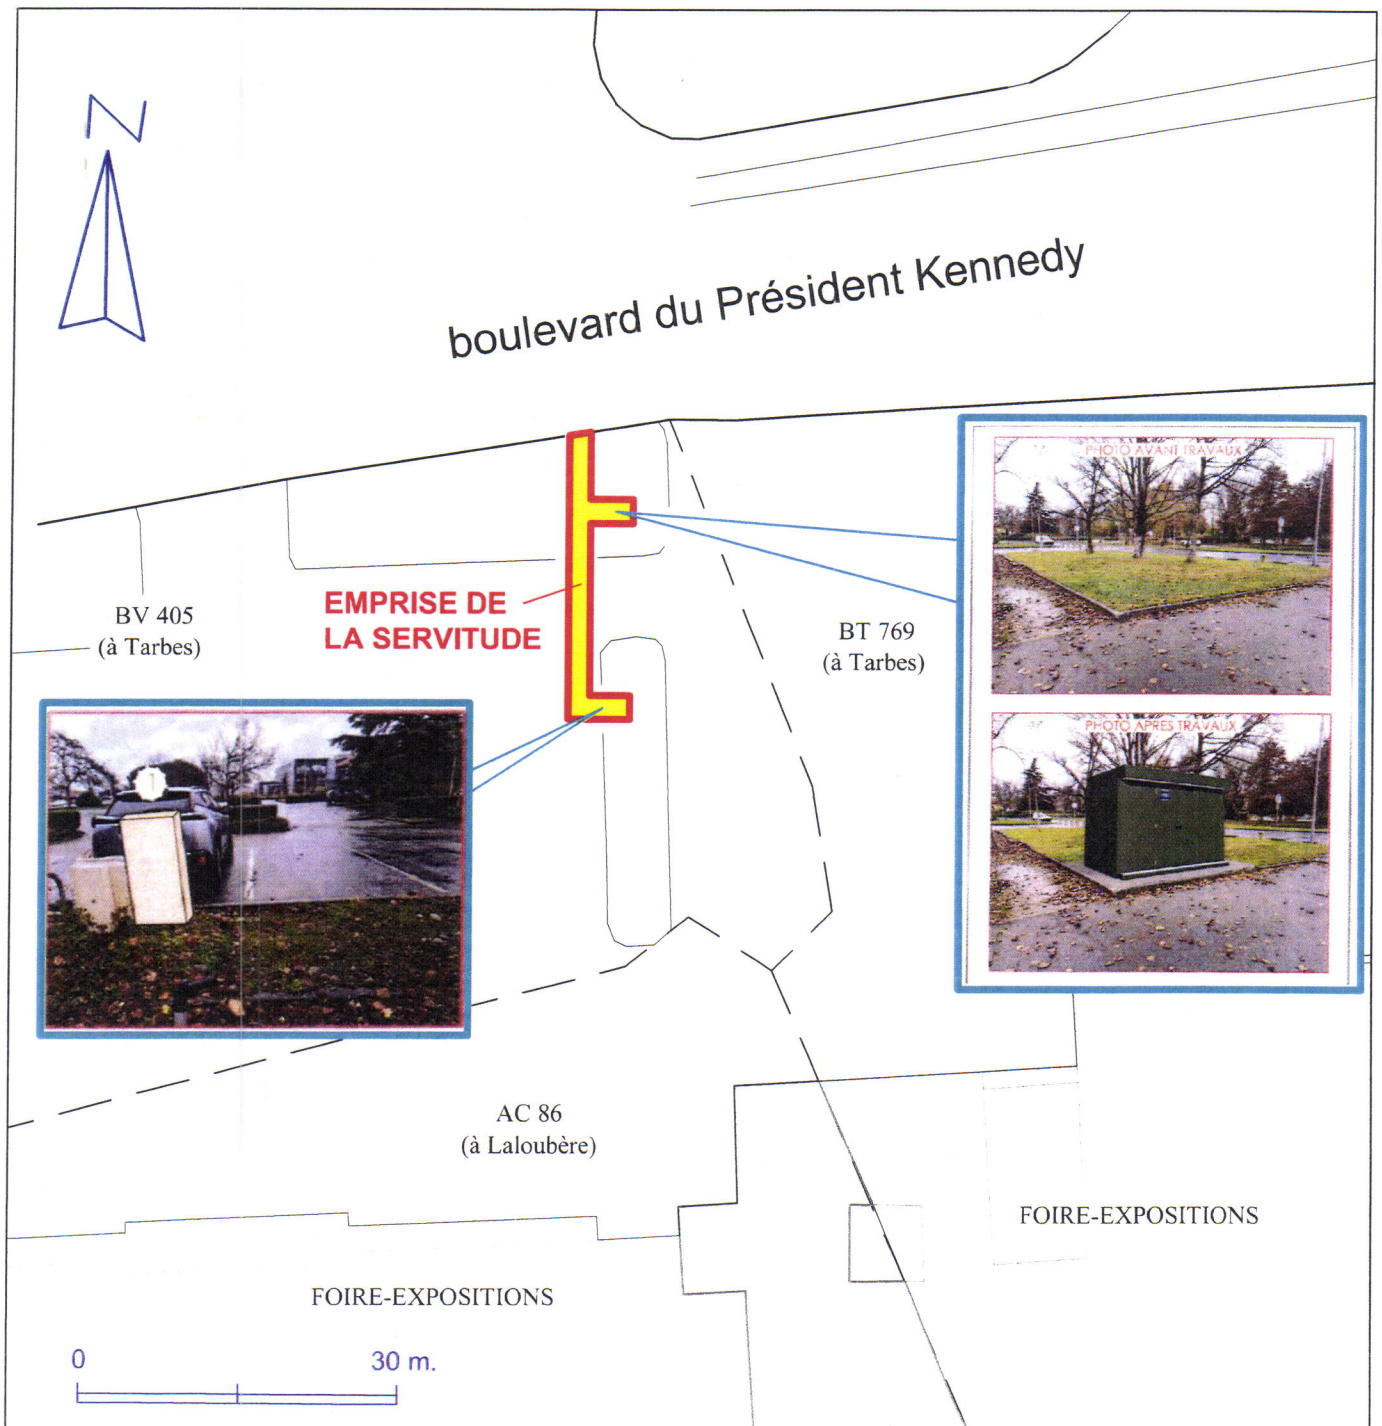 N
boulevard du Président Kennedy
PHOTO AVANT TRAVAUX
EMPRISE DE
LA SERVITUDE
BV 405
(à Tarbes)
BT 769
(à Tarbes)
PHOTO APRES TRAVAUX
1
AC 86
(à Laloubère)
FOIRE-EXPOSITIONS
FOIRE-EXPOSITIONS
0
30 m.